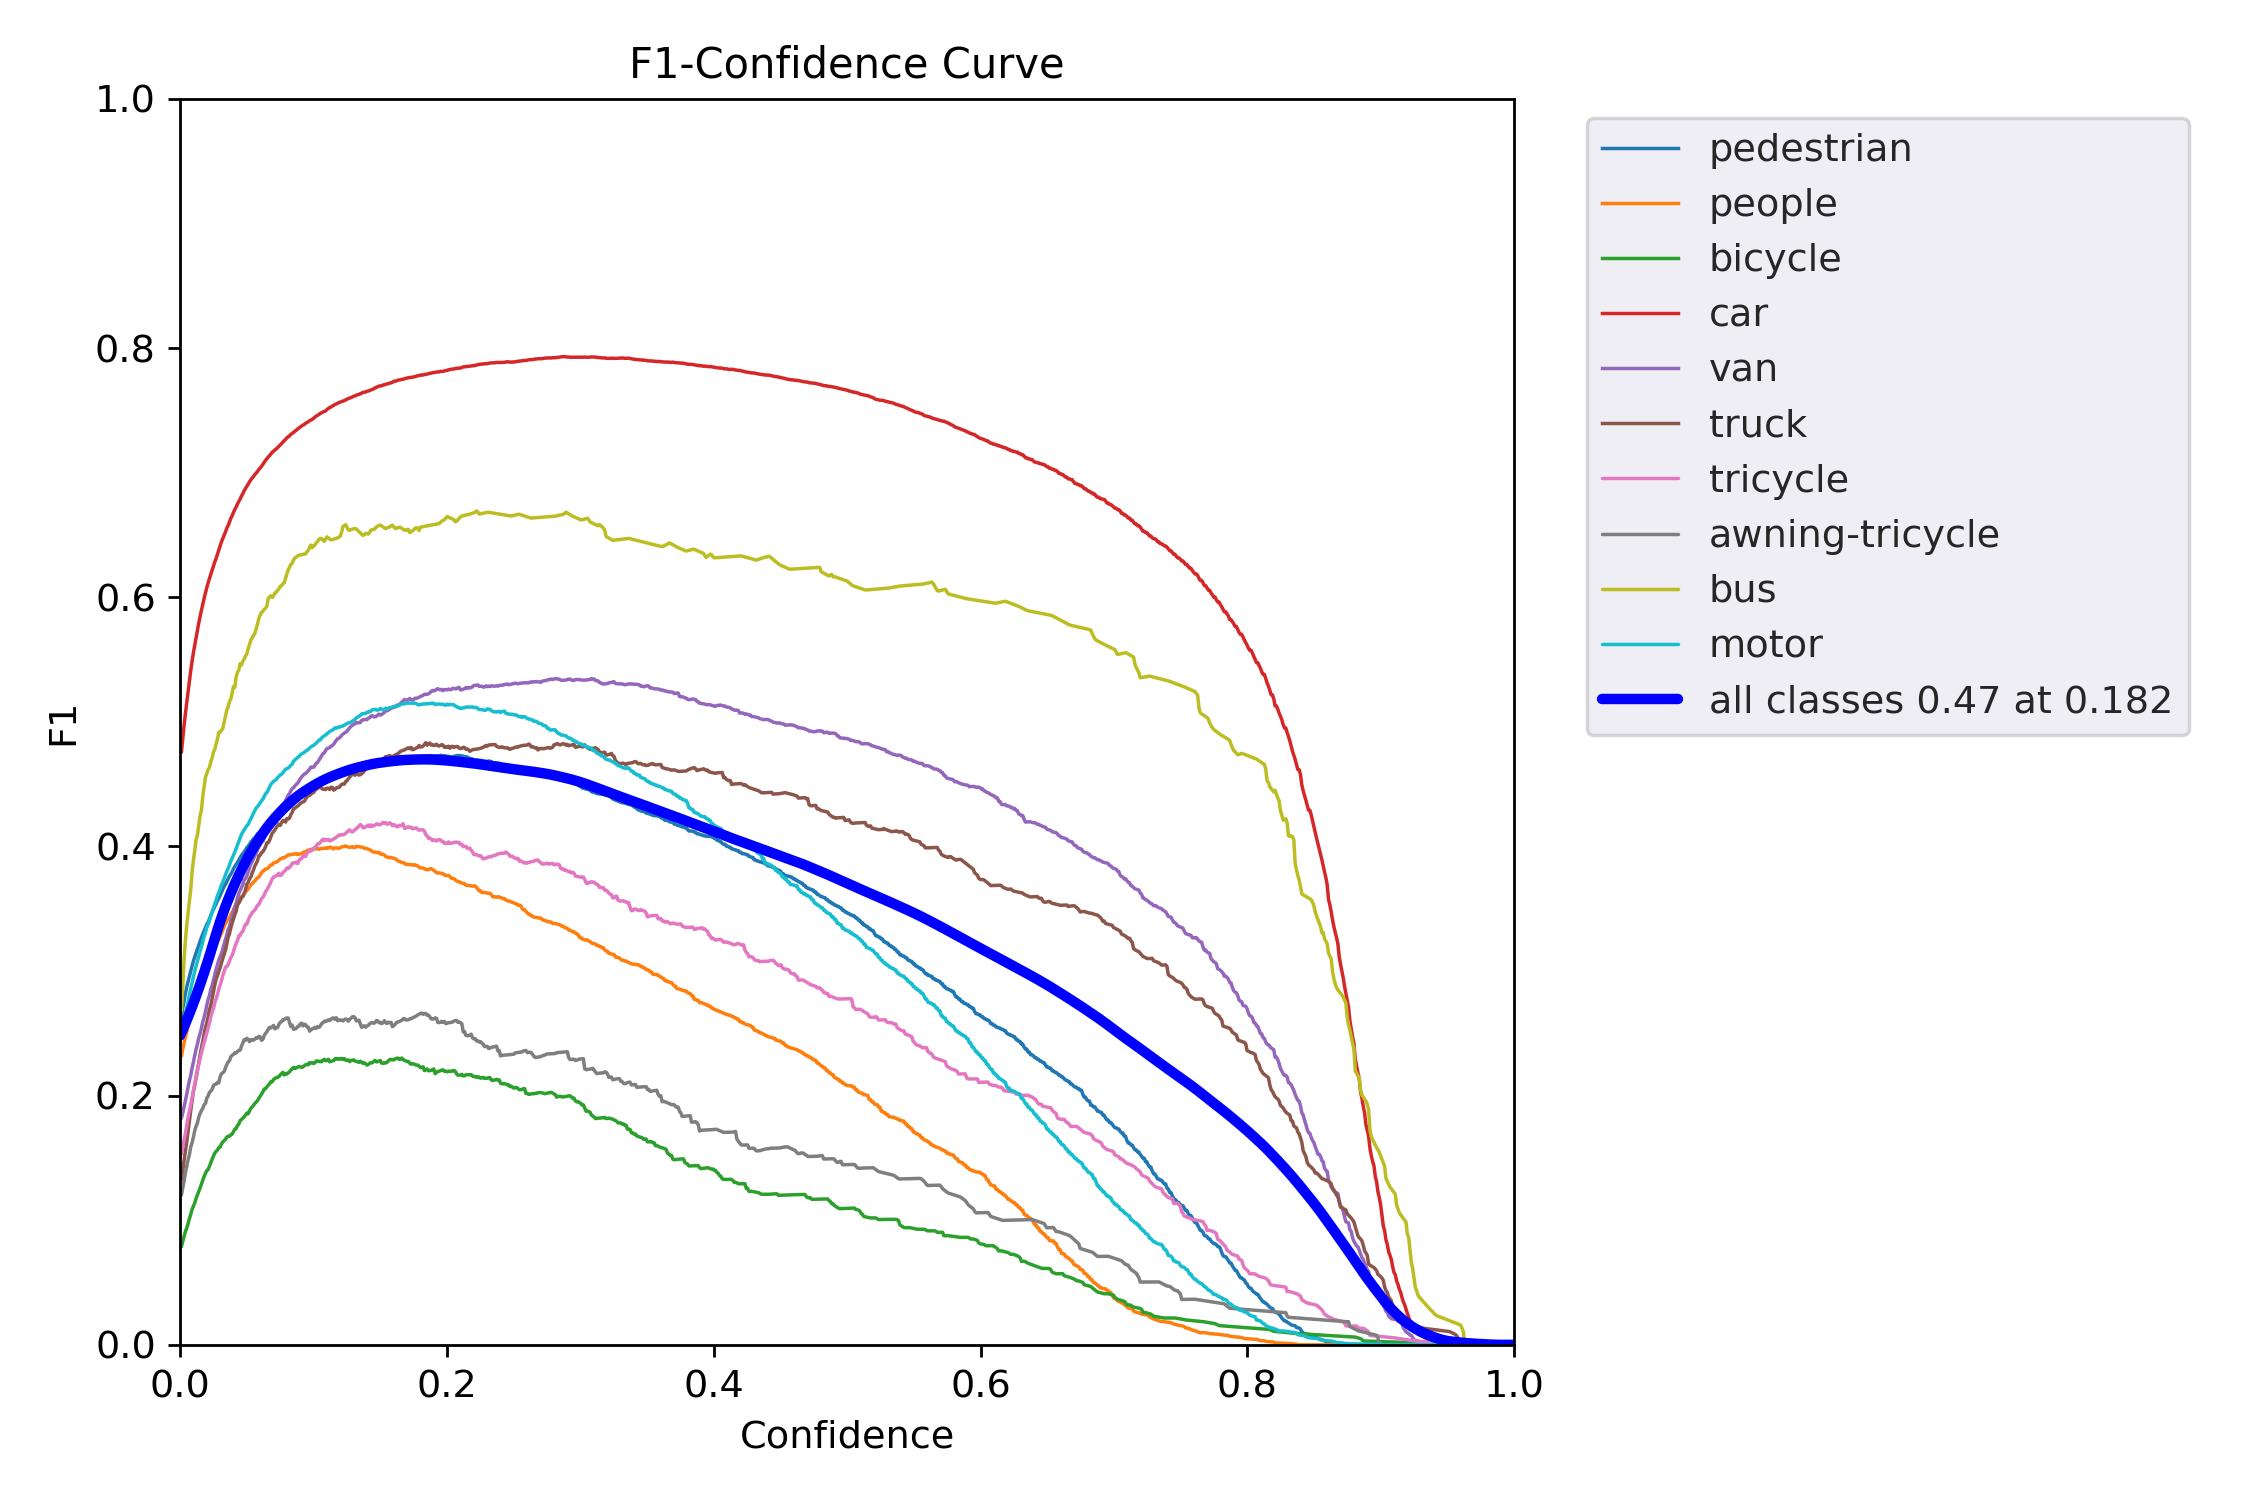 F1-Confidence Curve
1.0
0.8
0.6
0.4
0.2
0.0
F1
0.0 0.2 0.4 0.6 0.8 1.0
Confidence
pedestrian
people
bicycle
car
van
truck
tricycle
awning-tricycle
bus
motor
all classes 0.47 at 0.182